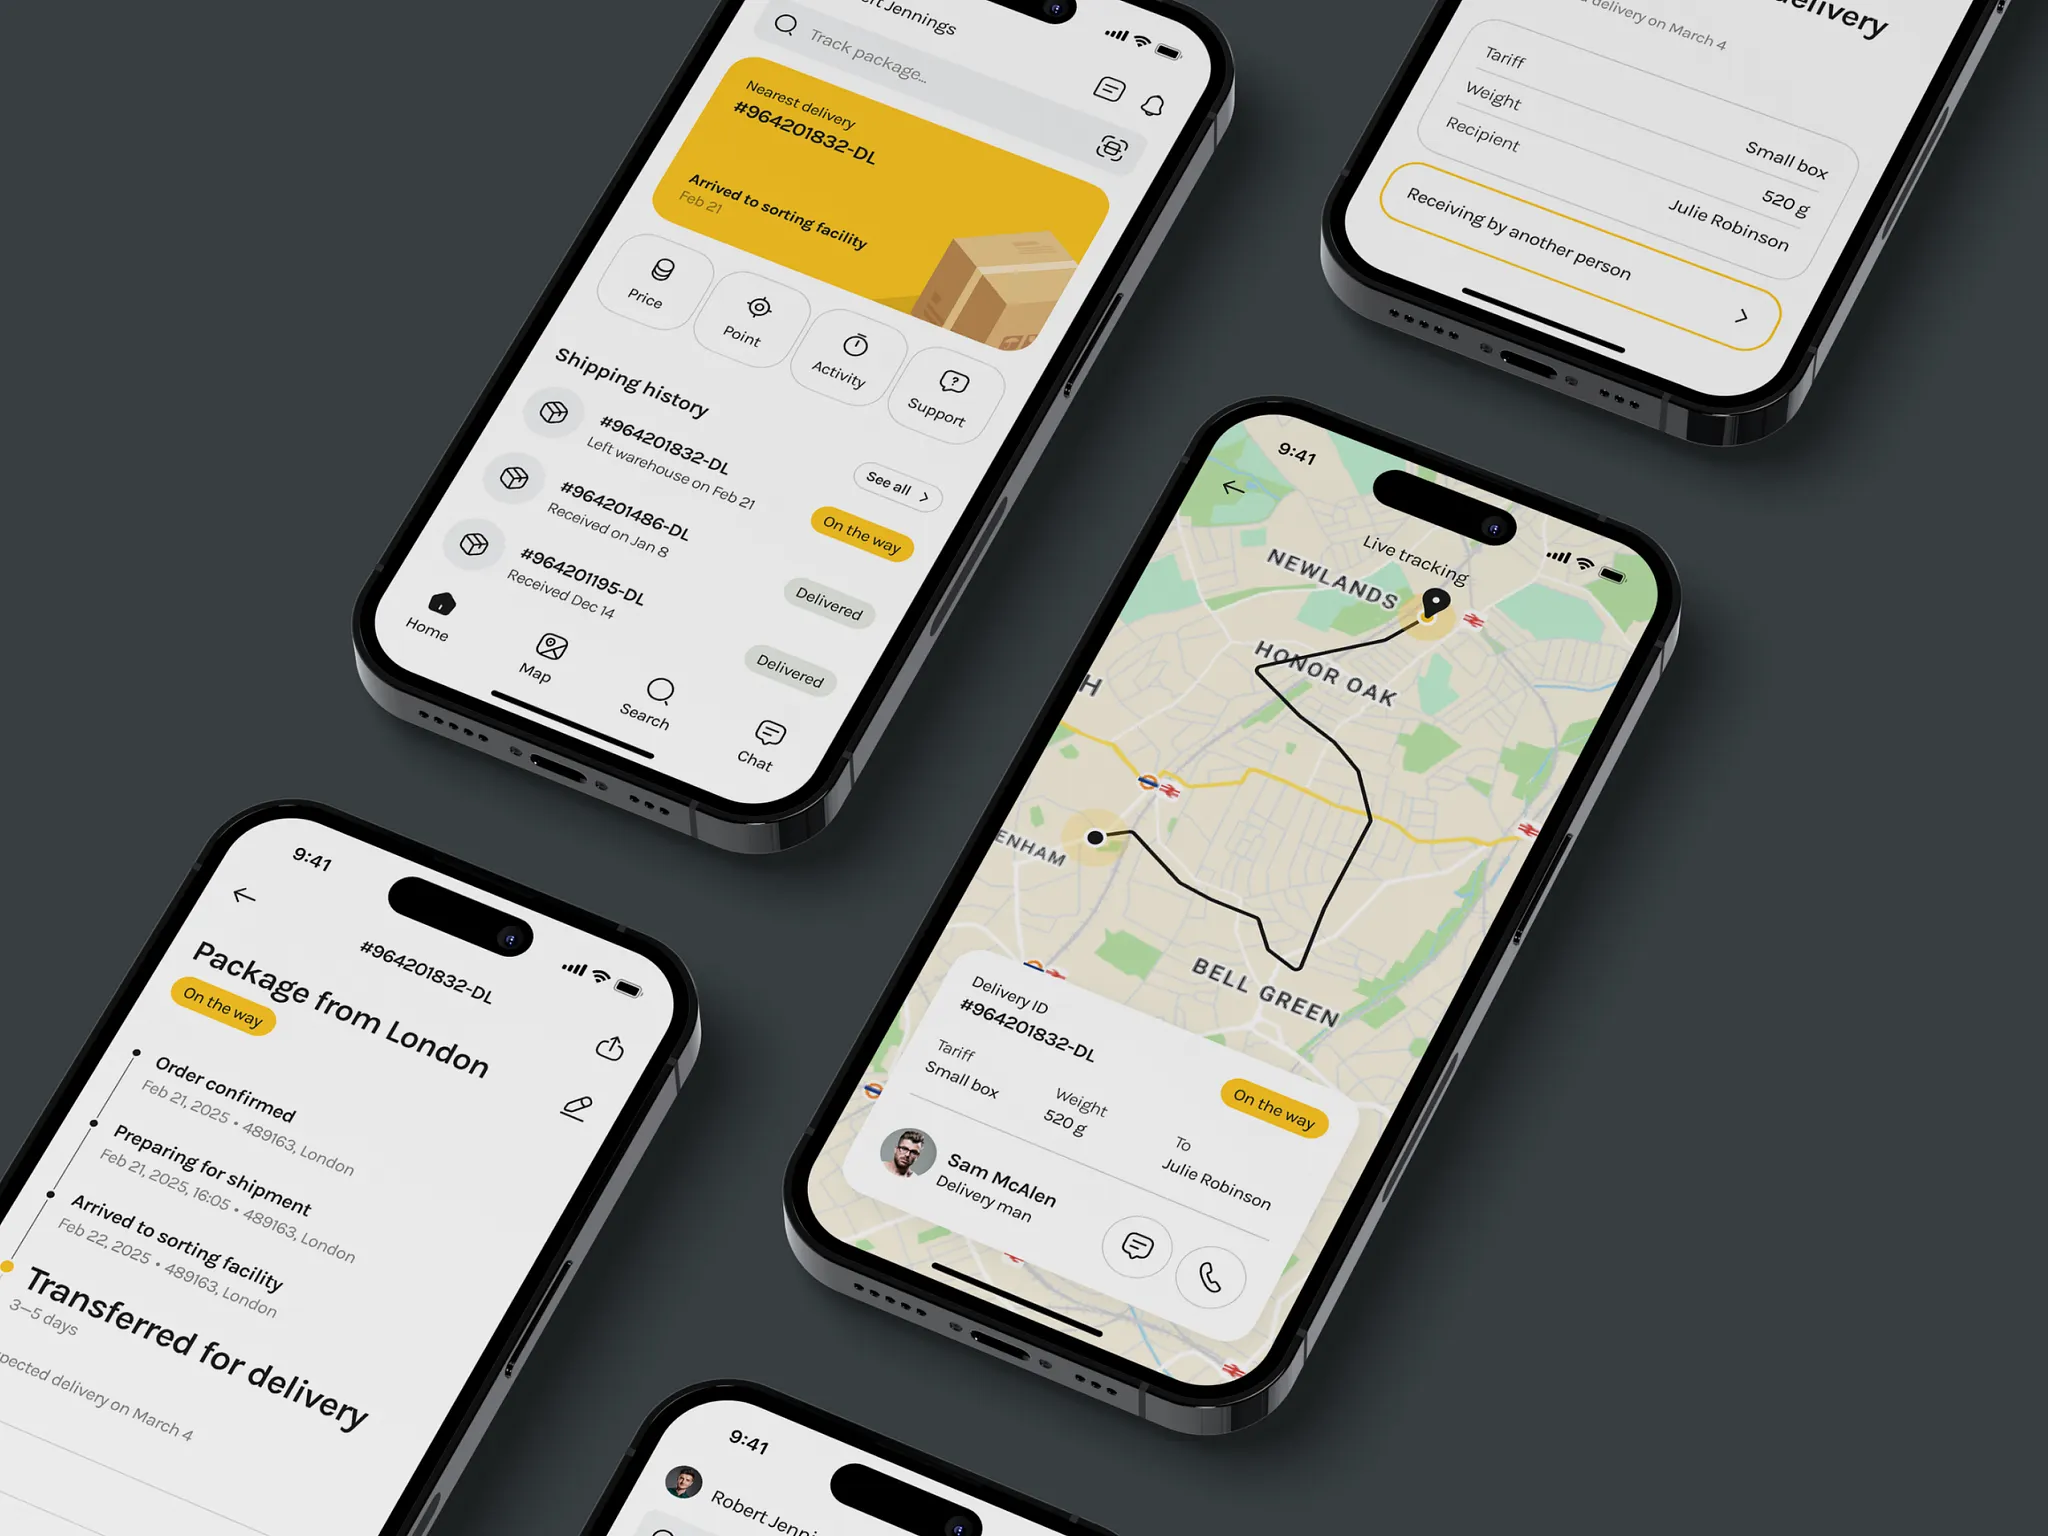 ert Jennings
Track package...
Nearest delivery
#964201832-DL
Arrived to sorting facility
Feb 21
Price
Point
Activity
Support
Shipping history
See all
#964201832-DL
Left warehouse on Feb 21
On the way
#964201486-DL
Received on Jan 8
Delivered
#964201195-DL
Received Dec 14
Delivered
Home
Map
Search
Chat
delivery
d delivery on March 4
Tariff
Small box
Weight
520 g
Recipient
Julie Robinson
Receiving by another person
9:41
Live tracking
NEWLANDS
HONOR OAK
H
ENHAM
BELL GREEN
Delivery ID
#964201832-DL
On the way
Tariff
Small box
Weight
520 g
To
Julie Robinson
Sam McAlen
Delivery man
9:41
#964201832-DL
Package from London
On the way
Order confirmed
Feb 21, 2025 • 489163, London
Preparing for shipment
Feb 21, 2025, 16:05 • 489163, London
Arrived to sorting facility
Feb 22, 2025 • 489163, London
Transferred for delivery
3—5 days
pected delivery on March 4
9:41
Robert Jenni